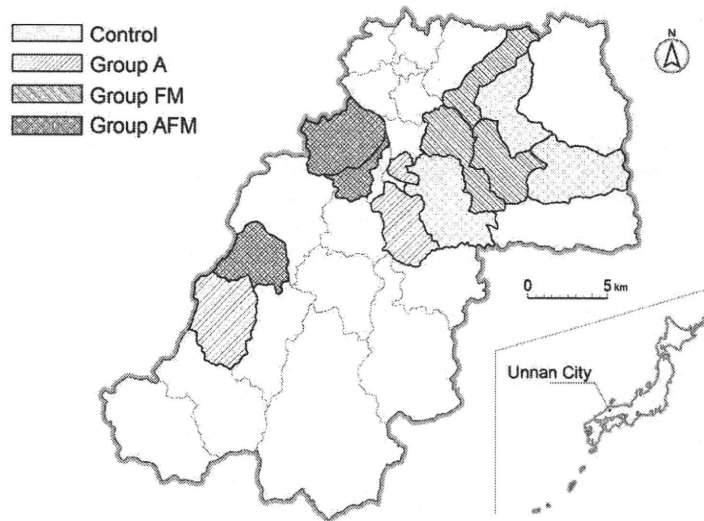 Control
Group A
Group FM
Group AFM
N
0 5 km
Unnan City